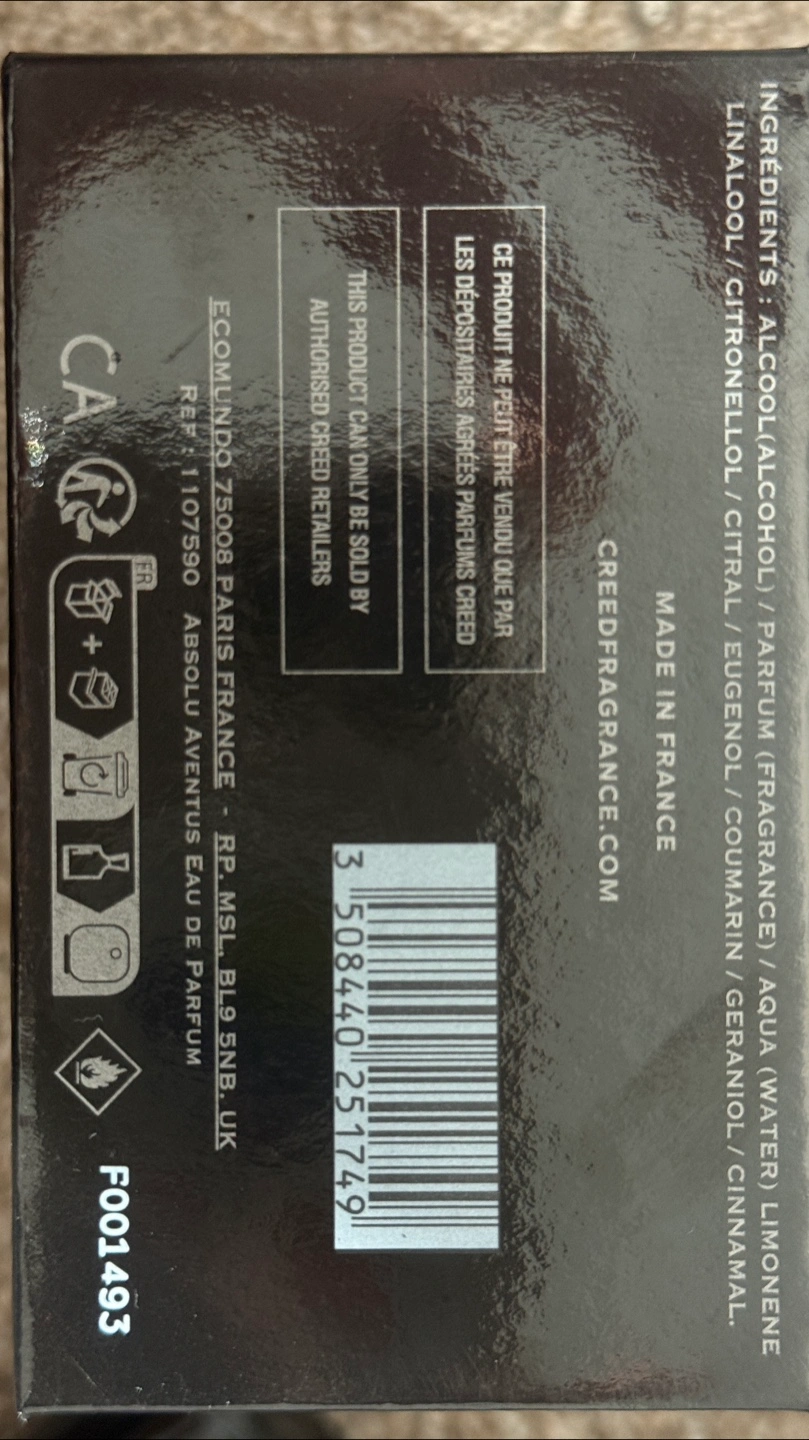 INGRÉDIENTS : ALCOOL(ALCOHOL) / PARFUM (FRAGRANCE) / AQUA (WATER) LIMONENE
LINALOOL / CITRONELLOL / CITRAL / EUGENOL / COUMARIN / GERANIOL / CINNAMAL.
MADE IN FRANCE
CREEDFRAGRANCE.COM
CE PRODUIT NE PEUT ÊTRE VENDU QUE PAR
LES DÉPOSITAIRES AGRÉÉS PARFUMS CREED
THIS PRODUCT CAN ONLY BE SOLD BY
AUTHORISED CREED RETAILERS
3 508440 251749
ECOMUNDO 75008 PARIS FRANCE - RP. MSL. BL9 5NB. UK
REF : 1107590 ABSOLU AVENTUS EAU DE PARFUM
CA
FR
+
F001493